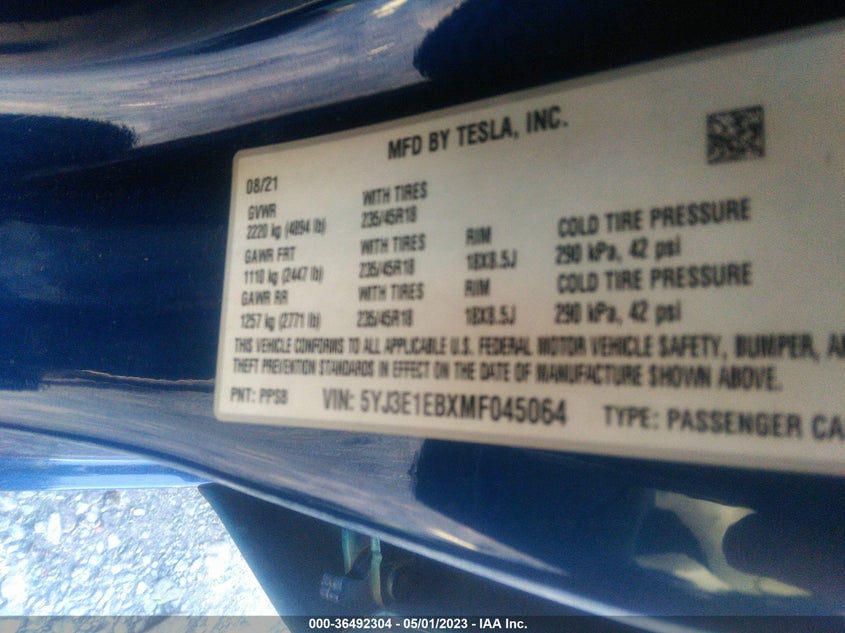 MFD BY TESLA, INC.
08/21
GVWR
2220 kg (4894 lb)
WITH TIRES
235/45R18
GAWR FRT
1110 kg (2447 lb)
WITH TIRES
235/45R18
RIM
18X8.5J
COLD TIRE PRESSURE
290 kPa, 42 psi
GAWR RR
1257 kg (2771 lb)
WITH TIRES
235/45R18
RIM
18X8.5J
COLD TIRE PRESSURE
290 kPa, 42 psi
THIS VEHICLE CONFORMS TO ALL APPLICABLE U.S. FEDERAL MOTOR VEHICLE SAFETY, BUMPER,
THEFT PREVENTION STANDARDS IN EFFECT ON THE DATE OF MANUFACTURE SHOWN ABOVE.
PNT: PPSB VIN: 5YJ3E1EBXMF045064 TYPE: PASSENGER CA
000-36492304 - 05/01/2023 - IAA Inc.